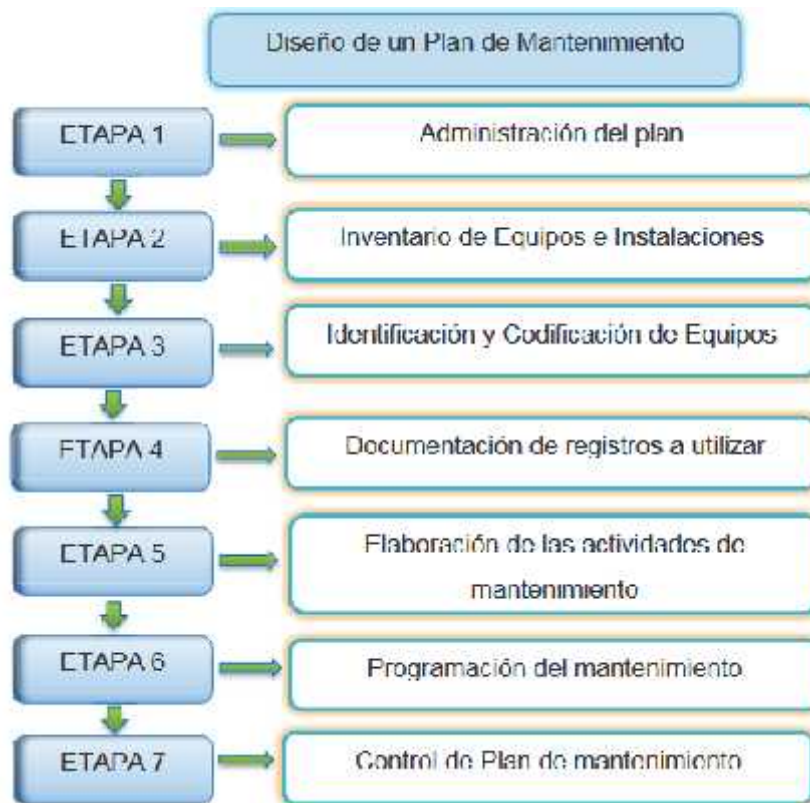 Diseño de un Plan de Mantenimiento
ETAPA 1
Administración del plan
ETAPA 2
Inventario de Equipos e Instalaciones
ETAPA 3
Identificación y Codificación de Equipos
ETAPA 4
Documentación de registros a utilizar
ETAPA 5
Elaboración de las actividades de
mantenimiento
ETAPA 6
Programación del mantenimiento
ETAPA 7
Control de Plan de mantenimiento